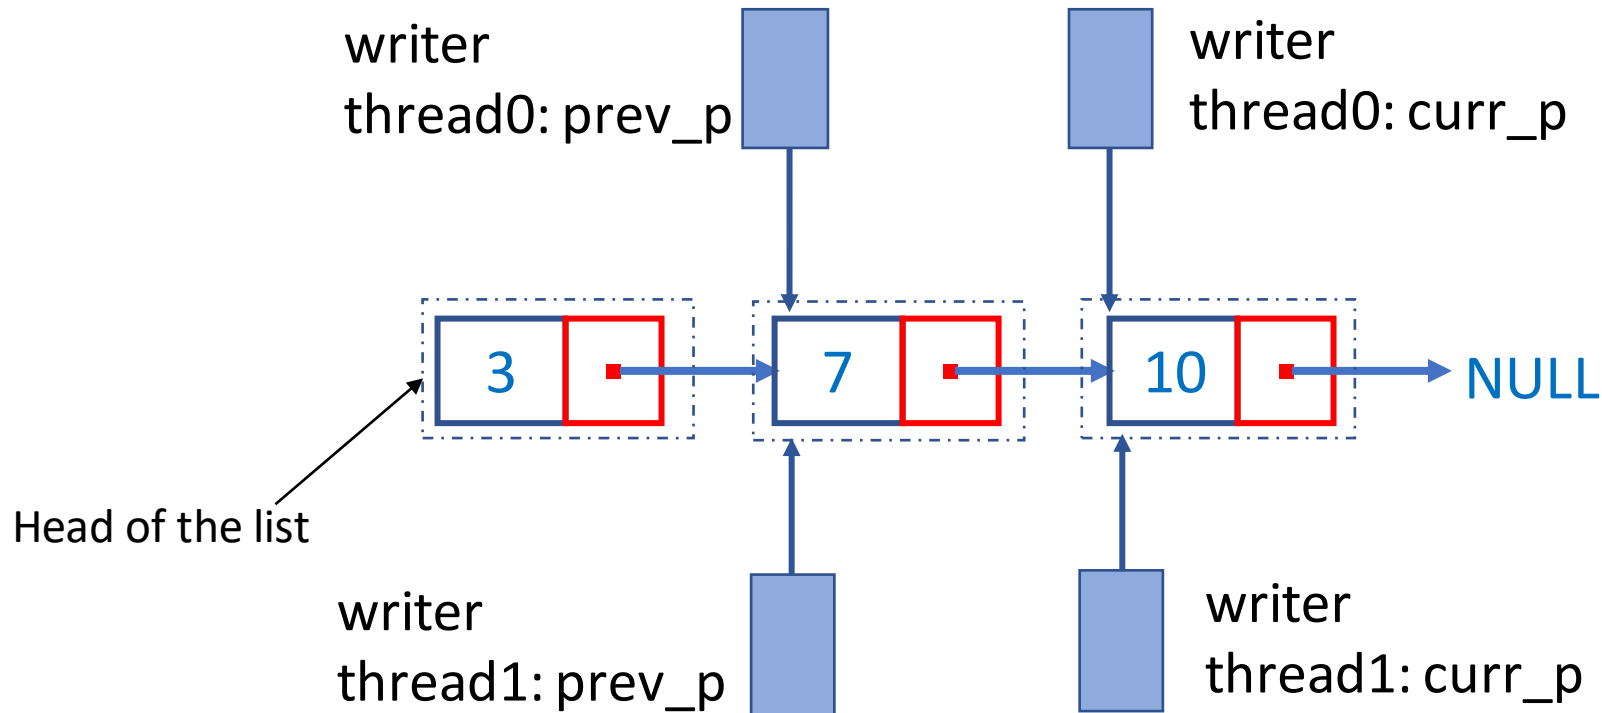 writer
thread0: prev_p
writer
thread0: curr_p
3
7
10
NULL
Head of the list
writer
thread1: prev_p
writer
thread1: curr_p